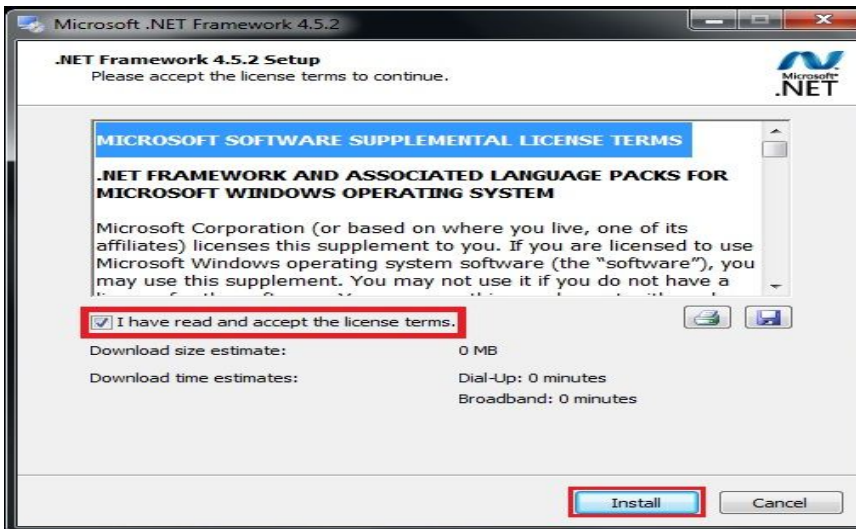 Microsoft .NET Framework 4.5.2
.NET Framework 4.5.2 Setup
Please accept the license terms to continue.
Microsoft
.NET
MICROSOFT SOFTWARE SUPPLEMENTAL LICENSE TERMS
.NET FRAMEWORK AND ASSOCIATED LANGUAGE PACKS FOR
MICROSOFT WINDOWS OPERATING SYSTEM
Microsoft Corporation (or based on where you live, one of its
affiliates) licenses this supplement to you. If you are licensed to use
Microsoft Windows operating system software (the “software”), you
may use this supplement. You may not use it if you do not have a
I have read and accept the license terms.
Download size estimate: 0 MB
Download time estimates: Dial-Up: 0 minutes
Broadband: 0 minutes
Install Cancel